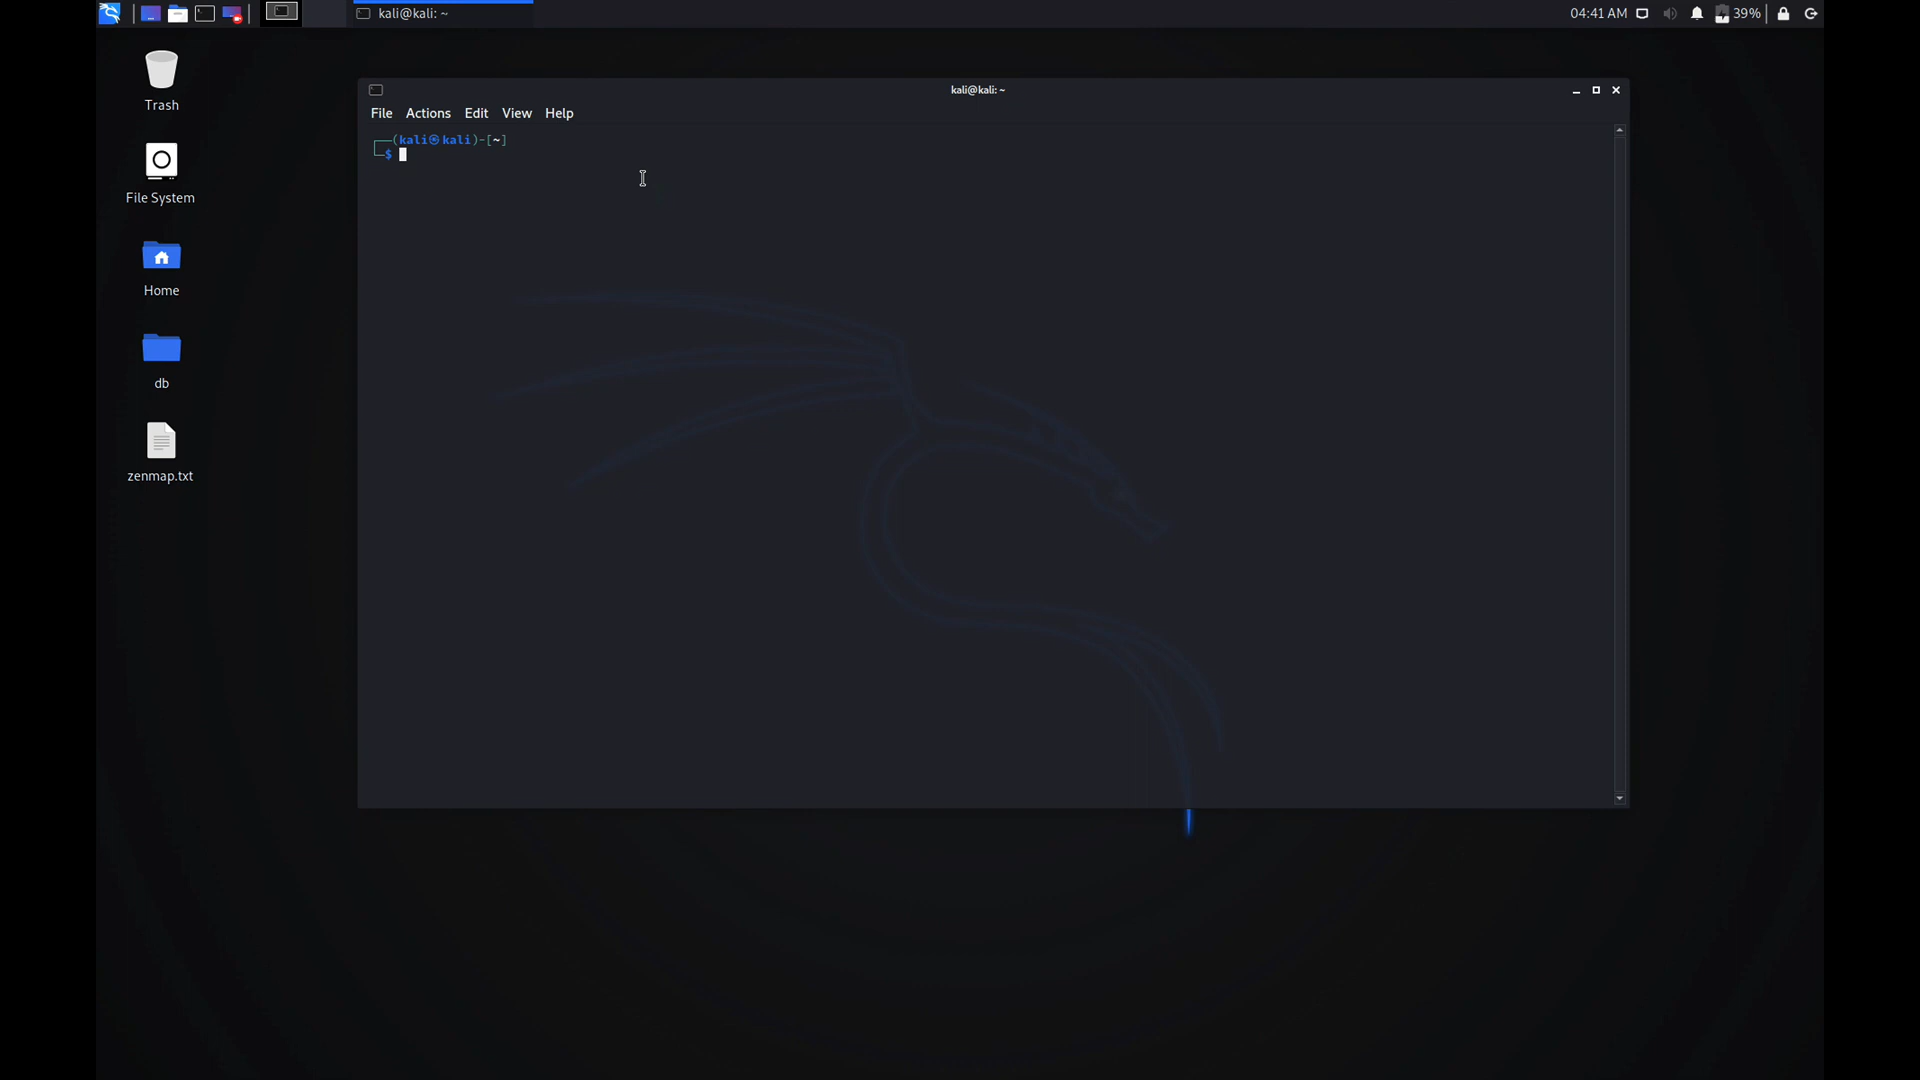 kali@kali: ~
04:41 AM
39%
Trash
File System
Home
db
zenmap.txt
kali@kali: ~
File Actions Edit View Help
┌──(kali㉿kali)-[~]
└─$